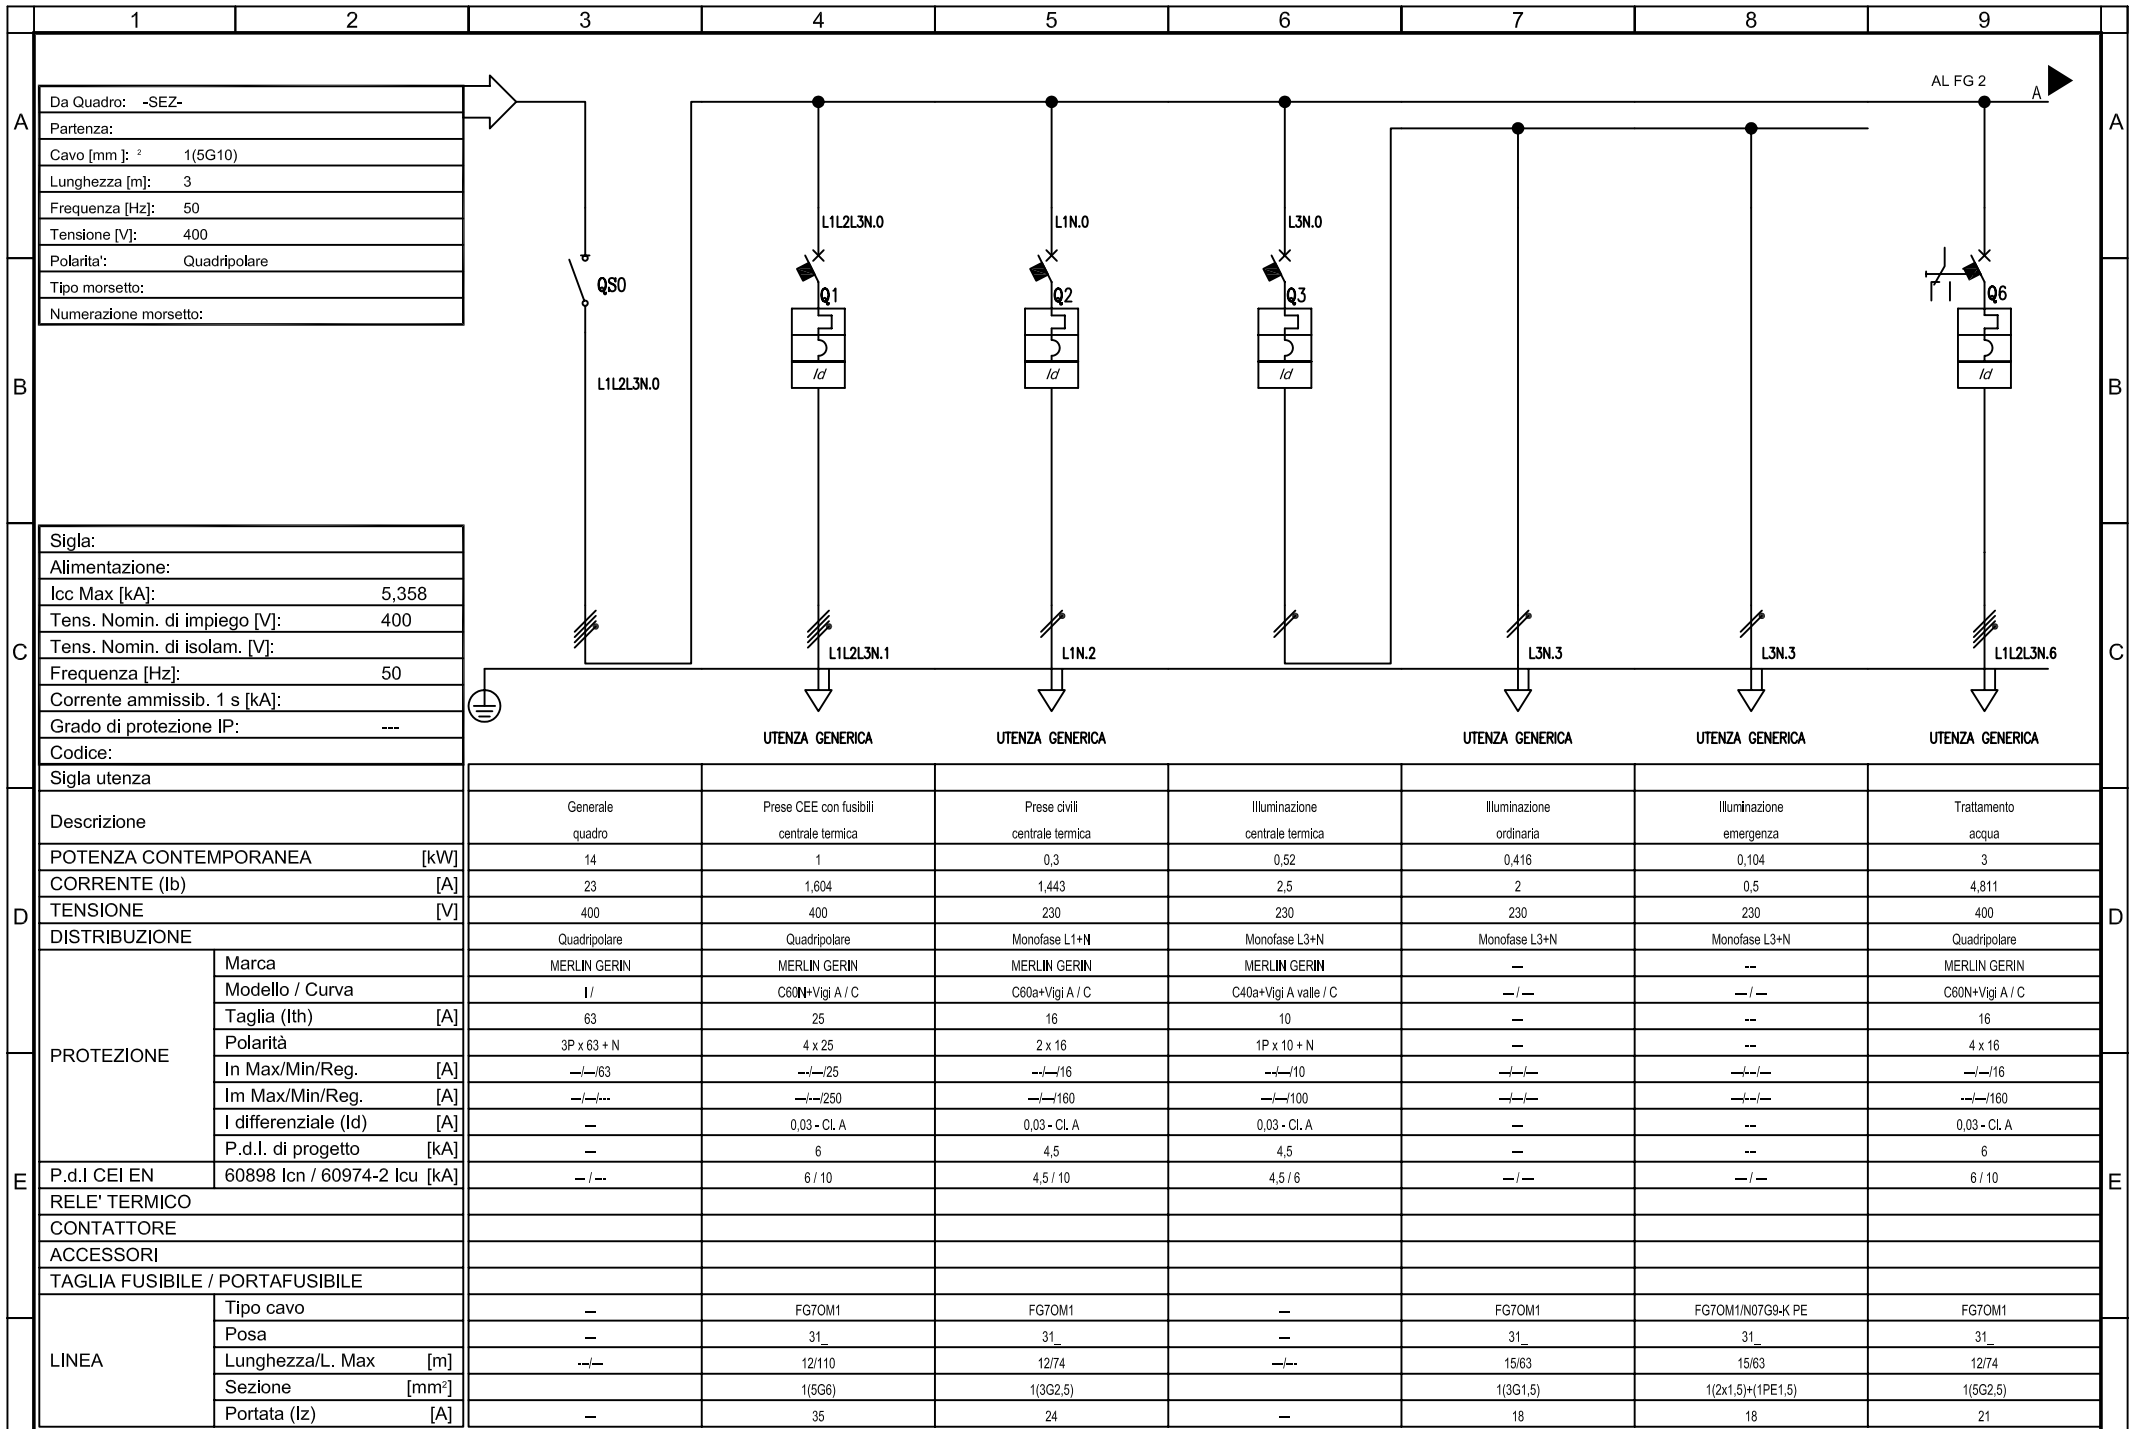 1 2 3 4 5 6 7 8 9
A A
B B
C C
D D
E E
Da Quadro: -SEZ-
Partenza:
Cavo [mm ]: ² 1(5G10)
Lunghezza [m]: 3
Frequenza [Hz]: 50
Tensione [V]: 400
Polarita': Quadripolare
Tipo morsetto:
Numerazione morsetto:
AL FG 2
A
L1L2L3N.0 L1N.0 L3N.0
QS0 Q1 Q2 Q3 Q6
Id Id Id Id
L1L2L3N.0
L1L2L3N.1 L1N.2 L3N.3 L3N.3 L1L2L3N.6
UTENZA GENERICA UTENZA GENERICA UTENZA GENERICA UTENZA GENERICA UTENZA GENERICA
Sigla:
Alimentazione:
Icc Max [kA]: 5,358
Tens. Nomin. di impiego [V]: 400
Tens. Nomin. di isolam. [V]:
Frequenza [Hz]: 50
Corrente ammissib. 1 s [kA]:
Grado di protezione IP: ---
Codice:
Sigla utenza
Descrizione
Generale Prese CEE con fusibili Prese civili Illuminazione Illuminazione Illuminazione Trattamento
quadro centrale termica centrale termica centrale termica ordinaria emergenza acqua
POTENZA CONTEMPORANEA [kW] 14 1 0,3 0,52 0,416 0,104 3
CORRENTE (Ib) [A] 23 1,604 1,443 2,5 2 0,5 4,811
TENSIONE [V] 400 400 230 230 230 230 400
DISTRIBUZIONE Quadripolare Quadripolare Monofase L1+N Monofase L3+N Monofase L3+N Monofase L3+N Quadripolare
PROTEZIONE
Marca MERLIN GERIN MERLIN GERIN MERLIN GERIN MERLIN GERIN --- --- MERLIN GERIN
Modello / Curva I / C60N+Vigi A / C C60a+Vigi A / C C40a+Vigi A valle / C ---/--- ---/--- C60N+Vigi A / C
Taglia (Ith) [A] 63 25 16 10 --- --- 16
Polarità 3P x 63 + N 4 x 25 2 x 16 1P x 10 + N --- --- 4 x 16
In Max/Min/Reg. [A] ---/---/63 ---/---/25 ---/---/16 ---/---/10 ---/---/--- ---/---/--- ---/---/16
Im Max/Min/Reg. [A] ---/---/--- ---/---/250 ---/---/160 ---/---/100 ---/---/--- ---/---/--- ---/---/160
I differenziale (Id) [A] --- 0,03 - Cl. A 0,03 - Cl. A 0,03 - Cl. A --- --- 0,03 - Cl. A
P.d.I. di progetto [kA] --- 6 4,5 4,5 --- --- 6
P.d.I CEI EN 60898 Icn / 60974-2 Icu [kA] --- / --- 6 / 10 4,5 / 10 4,5 / 6 ---/--- ---/--- 6 / 10
RELE' TERMICO
CONTATTORE
ACCESSORI
TAGLIA FUSIBILE / PORTAFUSIBILE
LINEA
Tipo cavo --- FG7OM1 FG7OM1 --- FG7OM1 FG7OM1/N07G9-K PE FG7OM1
Posa --- 31_ 31_ --- 31_ 31_ 31_
Lunghezza/L. Max [m] ---/--- 12/110 12/74 ---/--- 15/63 15/63 12/74
Sezione [mm²] 1(5G6) 1(3G2,5) 1(3G1,5) 1(2x1,5)+(1PE1,5) 1(5G2,5)
Portata (Iz) [A] --- 35 24 --- 18 18 21